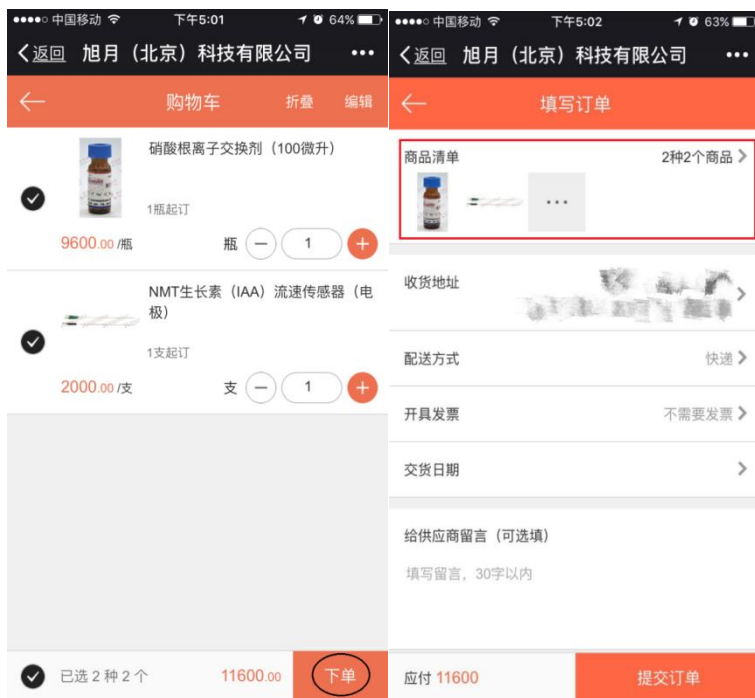 中国移动 下午5:01 64%
返回 旭月（北京）科技有限公司
购物车 折叠 编辑
硝酸根离子交换剂（100微升）
1瓶起订
9600.00 /瓶 瓶 1
NMT生长素（IAA）流速传感器（电
极）
1支起订
2000.00 /支 支 1
已选 2 种 2 个 11600.00 下单
中国移动 下午5:02 63%
返回 旭月（北京）科技有限公司
填写订单
商品清单 2种2个商品
收货地址
配送方式 快递
开具发票 不需要发票
交货日期
给供应商留言（可选填）
填写留言，30字以内
应付 11600 提交订单